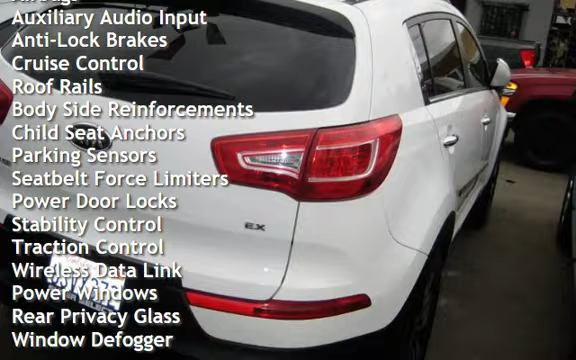 Auxiliary Audio Input
Anti-Lock Brakes
Cruise Control
Roof Rails
Body Side Reinforcements
Child Seat Anchors
Parking Sensors
Seatbelt Force Limiters
Power Door Locks
Stability Control
Traction Control
Wireless Data Link
Power Windows
Rear Privacy Glass
Window Defogger
KIA
EX